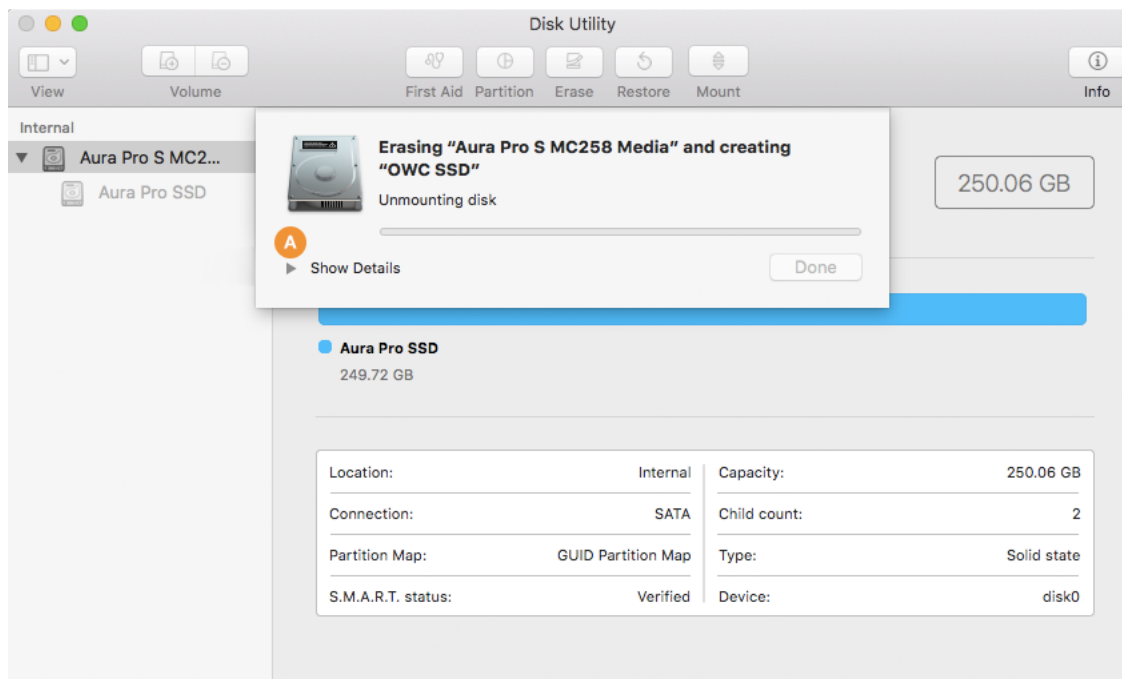 Disk Utility
View Volume First Aid Partition Erase Restore Mount Info
Internal
Aura Pro S MC2...
Aura Pro SSD
Erasing “Aura Pro S MC258 Media” and creating
“OWC SSD”
Unmounting disk
A
Show Details
Done
250.06 GB
Aura Pro SSD
249.72 GB
Location: Internal Capacity: 250.06 GB
Connection: SATA Child count: 2
Partition Map: GUID Partition Map Type: Solid state
S.M.A.R.T. status: Verified Device: disk0